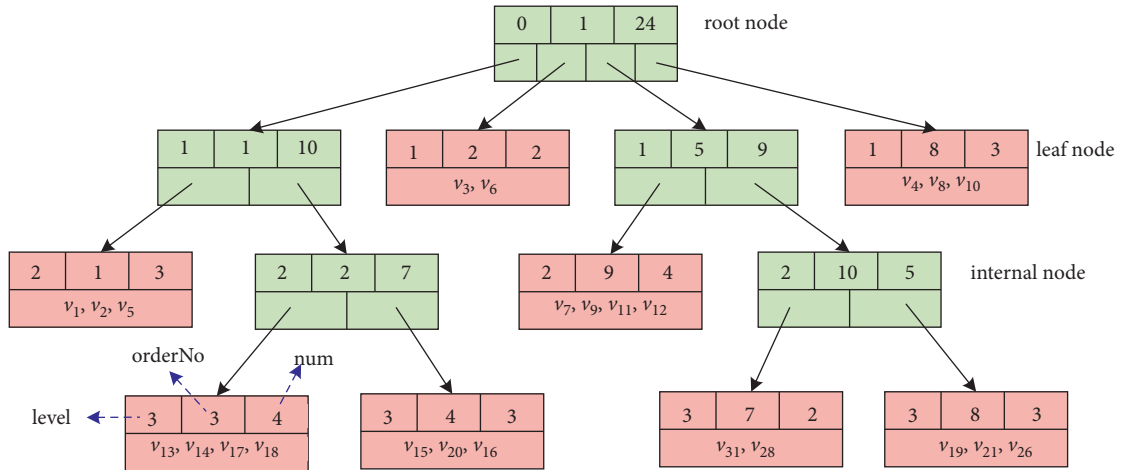 0 1 24 root node
1 1 10
1 2 2
v3, v6
1 5 9
1 8 3 leaf node
v4, v8, v10
2 1 3
v1, v2, v5
2 2 7
2 9 4
v7, v9, v11, v12
2 10 5 internal node
orderNo num
level
3 3 4
v13, v14, v17, v18
3 4 3
v15, v20, v16
3 7 2
v31, v28
3 8 3
v19, v21, v26